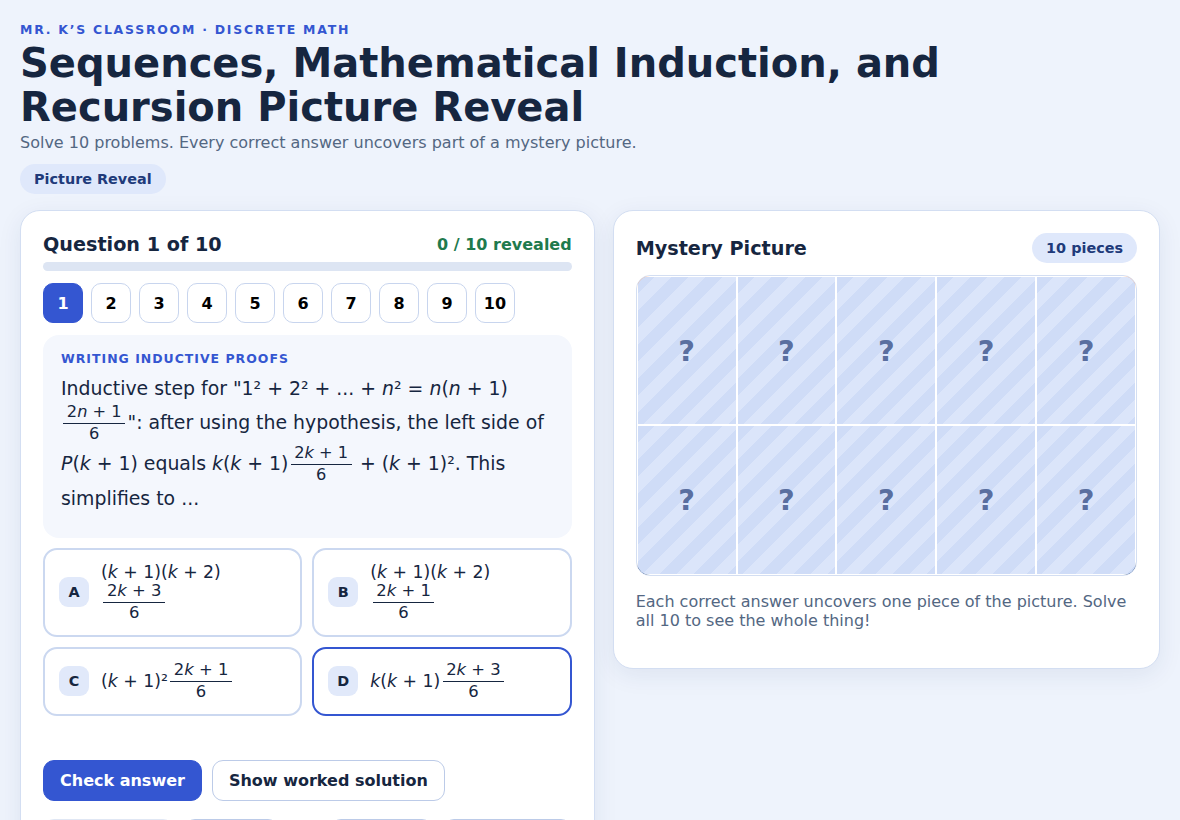 MR. K’S CLASSROOM · DISCRETE MATH
Sequences, Mathematical Induction, and
Recursion Picture Reveal
Solve 10 problems. Every correct answer uncovers part of a mystery picture.
Picture Reveal
Question 1 of 10
0 / 10 revealed
1 2 3 4 5 6 7 8 9 10
WRITING INDUCTIVE PROOFS
Inductive step for "1² + 2² + ... + n² = n(n + 1)
(2n + 1)/6": after using the hypothesis, the left side of
P(k + 1) equals k(k + 1)(2k + 1)/6 + (k + 1)². This
simplifies to ...
A (k + 1)(k + 2)
(2k + 3)/6
B (k + 1)(k + 2)
(2k + 1)/6
C (k + 1)²(2k + 1)/6
D k(k + 1)(2k + 3)/6
Check answer
Show worked solution
Mystery Picture
10 pieces
? ? ? ? ?
? ? ? ? ?
Each correct answer uncovers one piece of the picture. Solve
all 10 to see the whole thing!